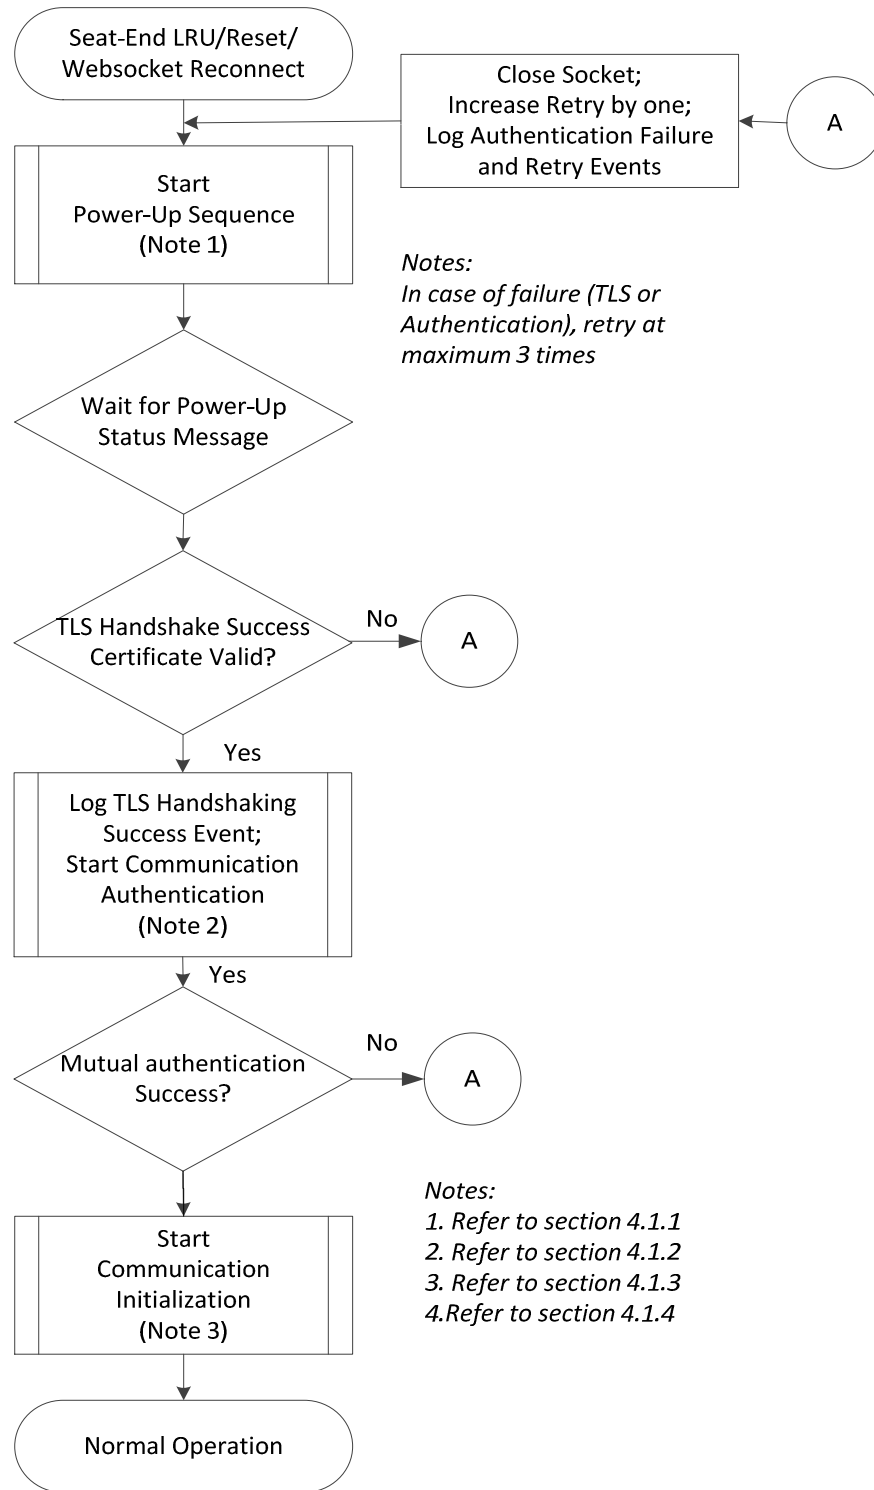 Seat-End LRU/Reset/
Websocket Reconnect
Close Socket;
Increase Retry by one;
Log Authentication Failure
and Retry Events
A
Start
Power-Up Sequence
(Note 1)
Notes:
In case of failure (TLS or
Authentication), retry at
maximum 3 times
Wait for Power-Up
Status Message
TLS Handshake Success
Certificate Valid?
No
A
Yes
Log TLS Handshaking
Success Event;
Start Communication
Authentication
(Note 2)
Yes
Mutual authentication
Success?
No
A
Notes:
1. Refer to section 4.1.1
2. Refer to section 4.1.2
3. Refer to section 4.1.3
4.Refer to section 4.1.4
Start
Communication
Initialization
(Note 3)
Normal Operation